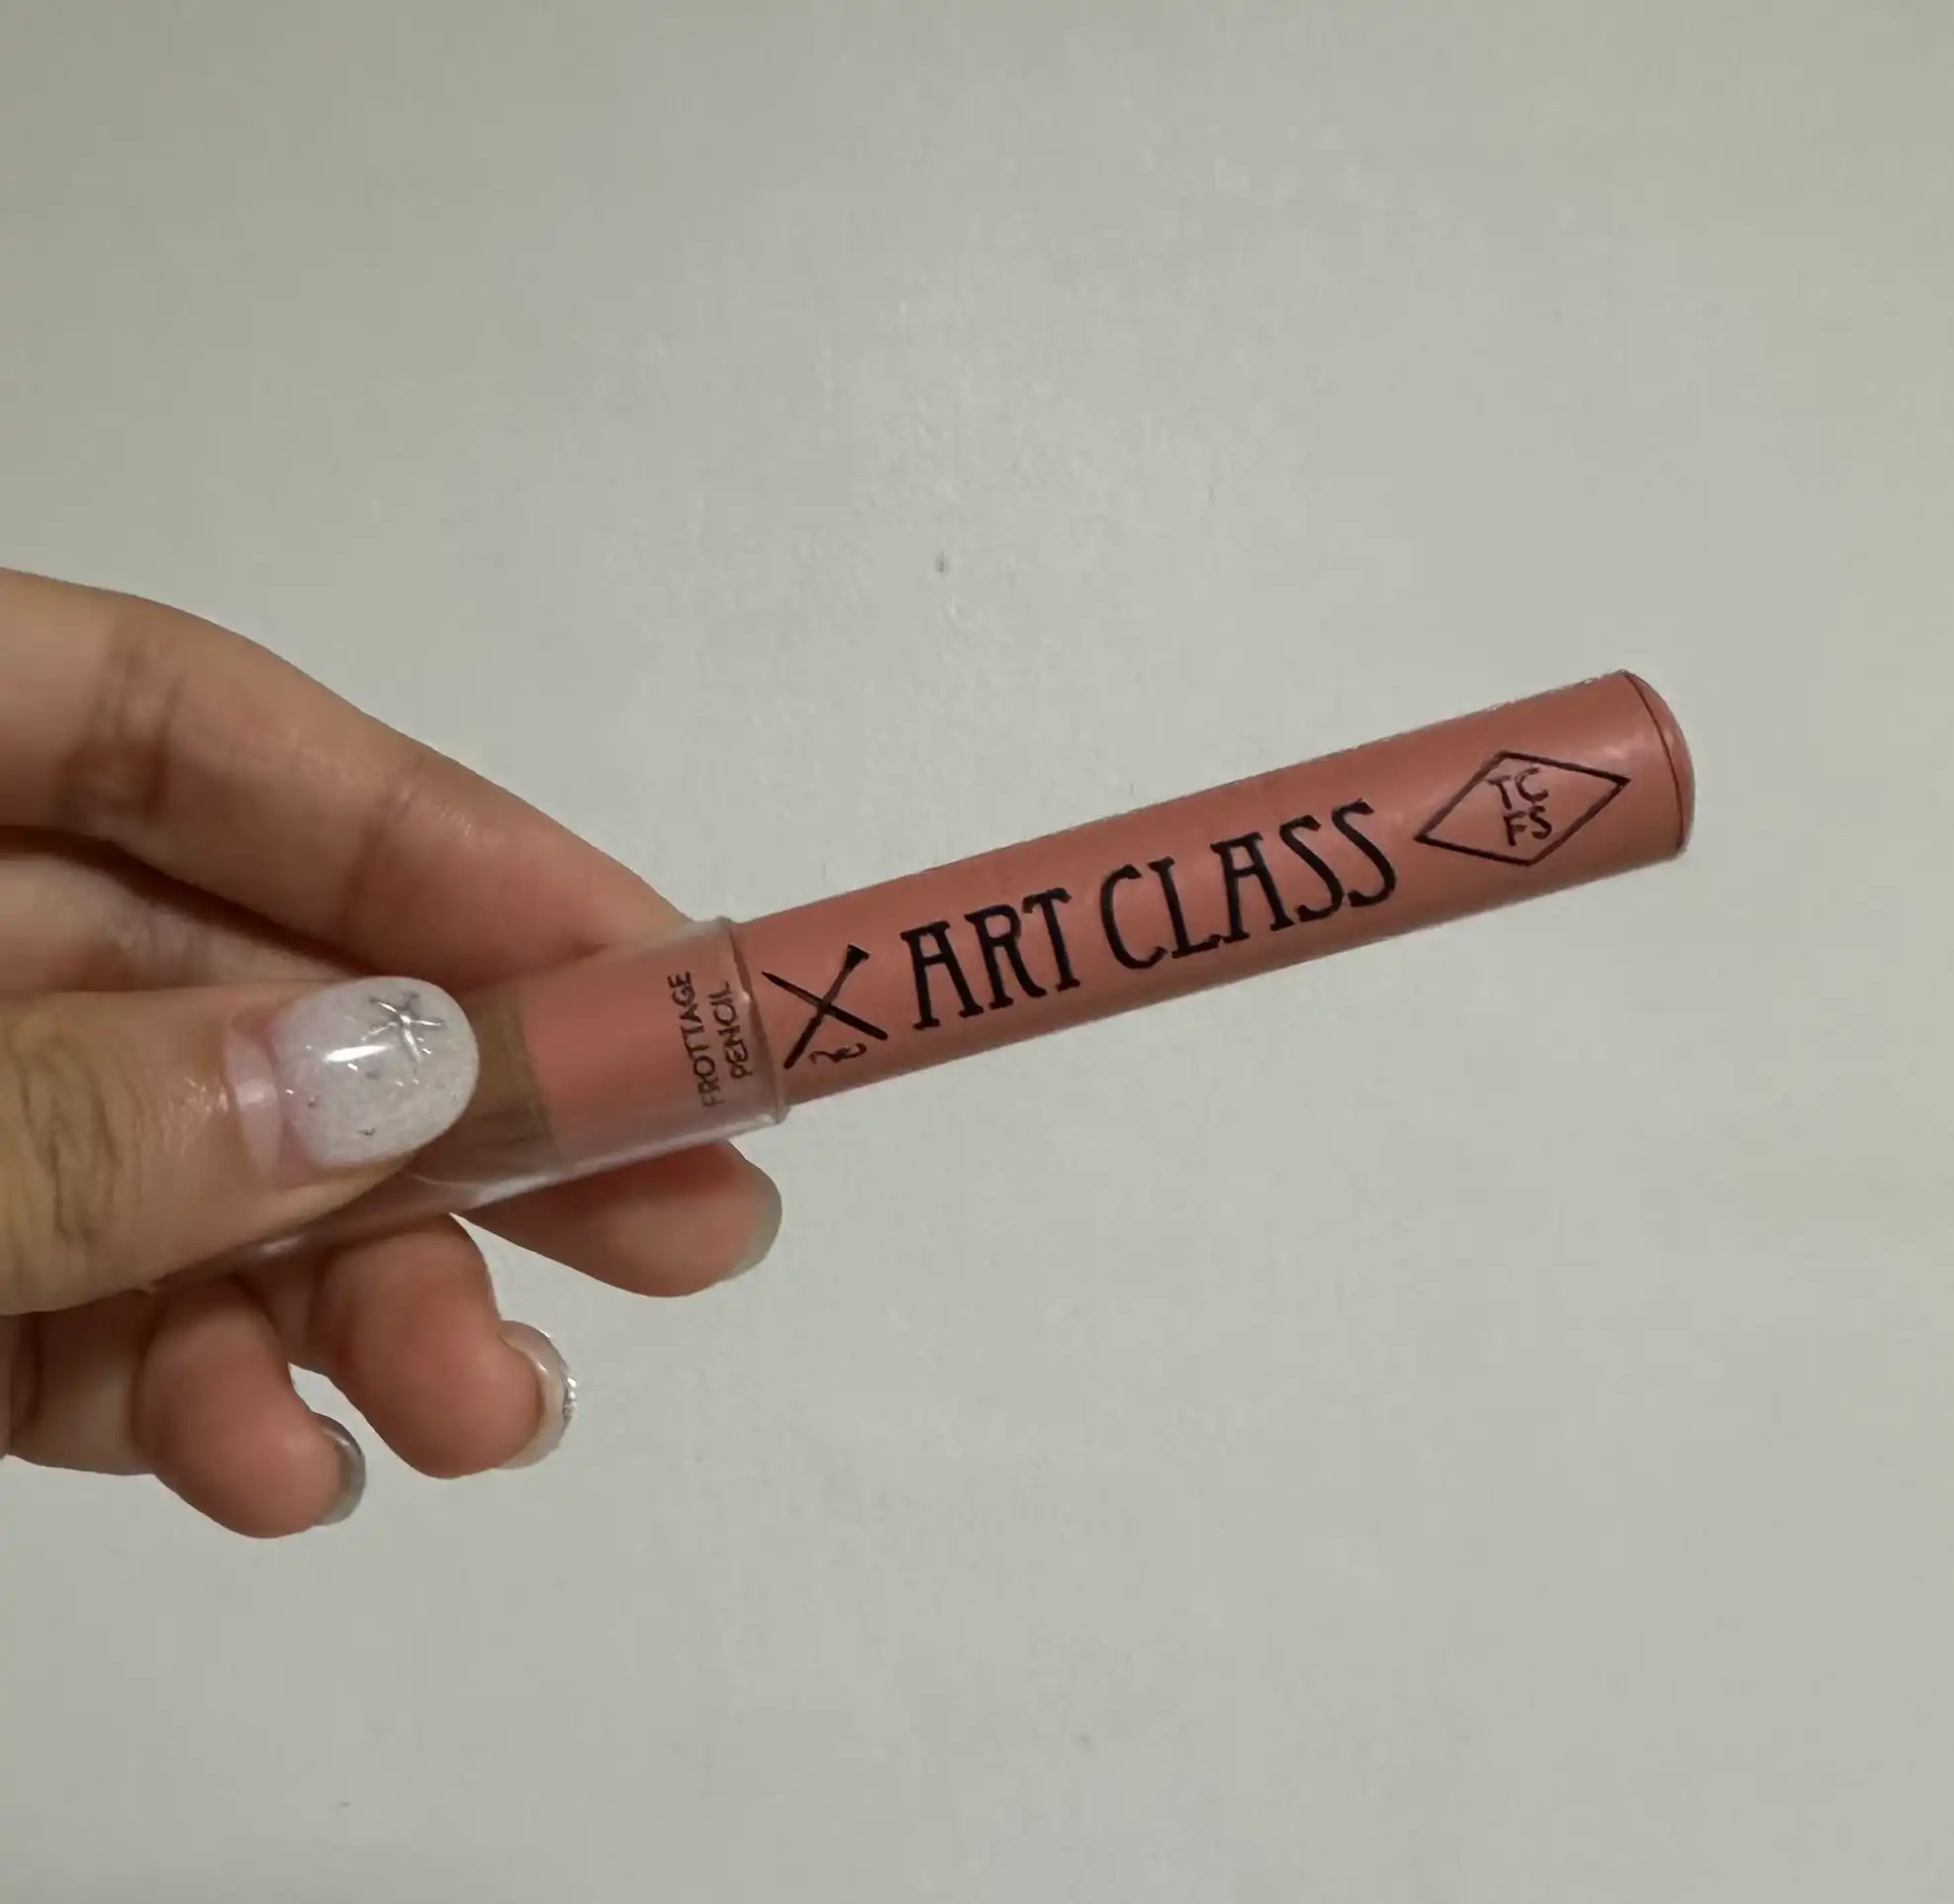 FROTTAGE
PENCIL
ART CLASS
TC
FS